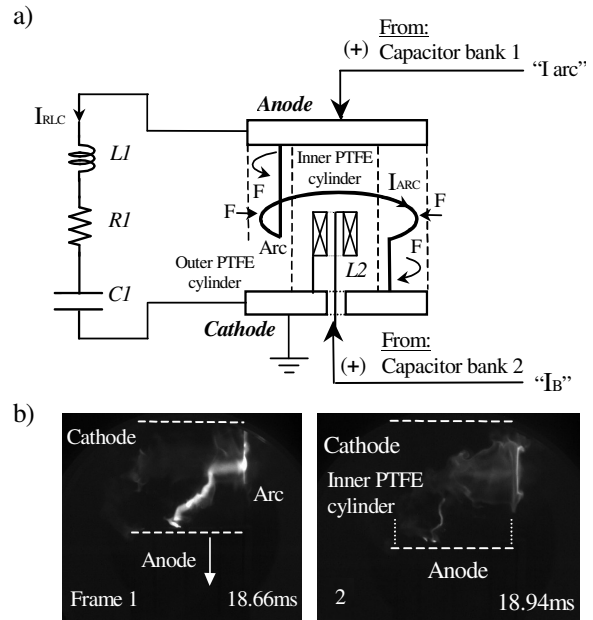 a)
From:
(+) Capacitor bank 1
"I arc"
IRLC
Anode
L1
Inner PTFE
cylinder
F
IARC
F
F
R1
Arc
F
Outer PTFE
cylinder
L2
C1
Cathode
From:
(+) Capacitor bank 2
"IB"
b)
Cathode
Arc
Anode
Frame 1
18.66ms
Cathode
Inner PTFE
cylinder
Anode
2
18.94ms